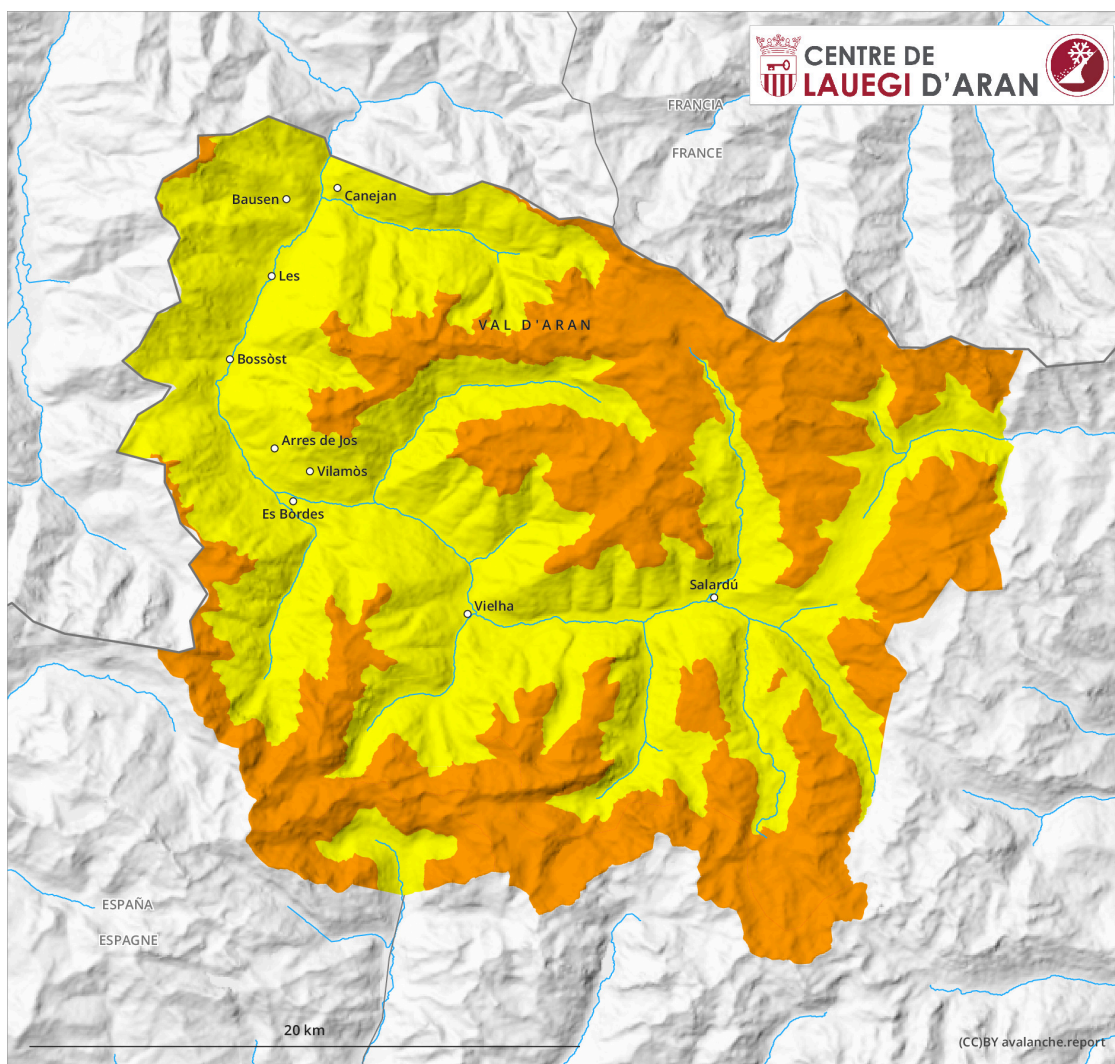 CENTRE DE
LAUEGI D'ARAN
FRANCIA
FRANCE
Bausen
Canejan
Les
VAL D'ARAN
Bossòst
Arres de Jos
Vilamòs
Es Bòrdes
Salardú
Vielha
ESPAÑA
ESPAGNE
20 km
(CC)BY avalanche.report